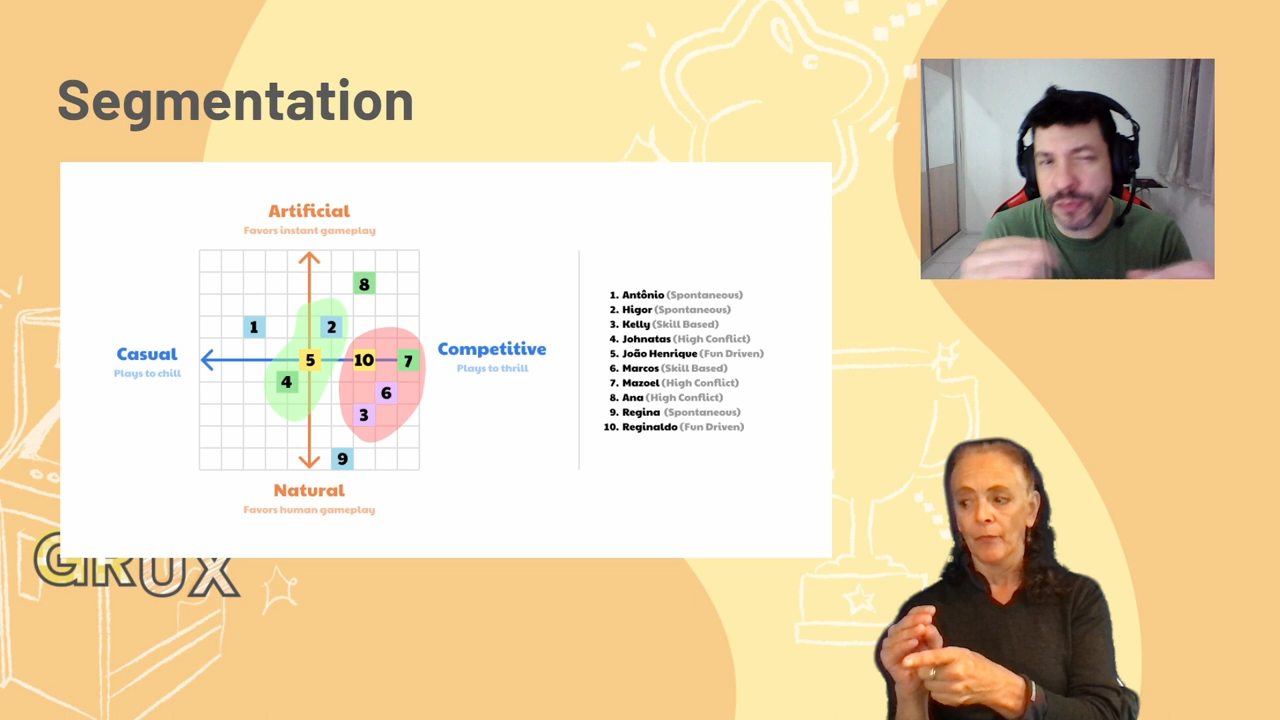 Segmentation
Artificial
Favors instant gameplay
8
1
2
Casual
Plays to chill
5
10
7
Competitive
Plays to thrill
4
6
3
9
Natural
Favors human gameplay
1. Antônio (Spontaneous)
2. Higor (Spontaneous)
3. Kelly (Skill Based)
4. Johnatas (High Conflict)
5. João Henrique (Fun Driven)
6. Marcos (Skill Based)
7. Mazoel (High Conflict)
8. Ana (High Conflict)
9. Regina (Spontaneous)
10. Reginaldo (Fun Driven)
GRUX